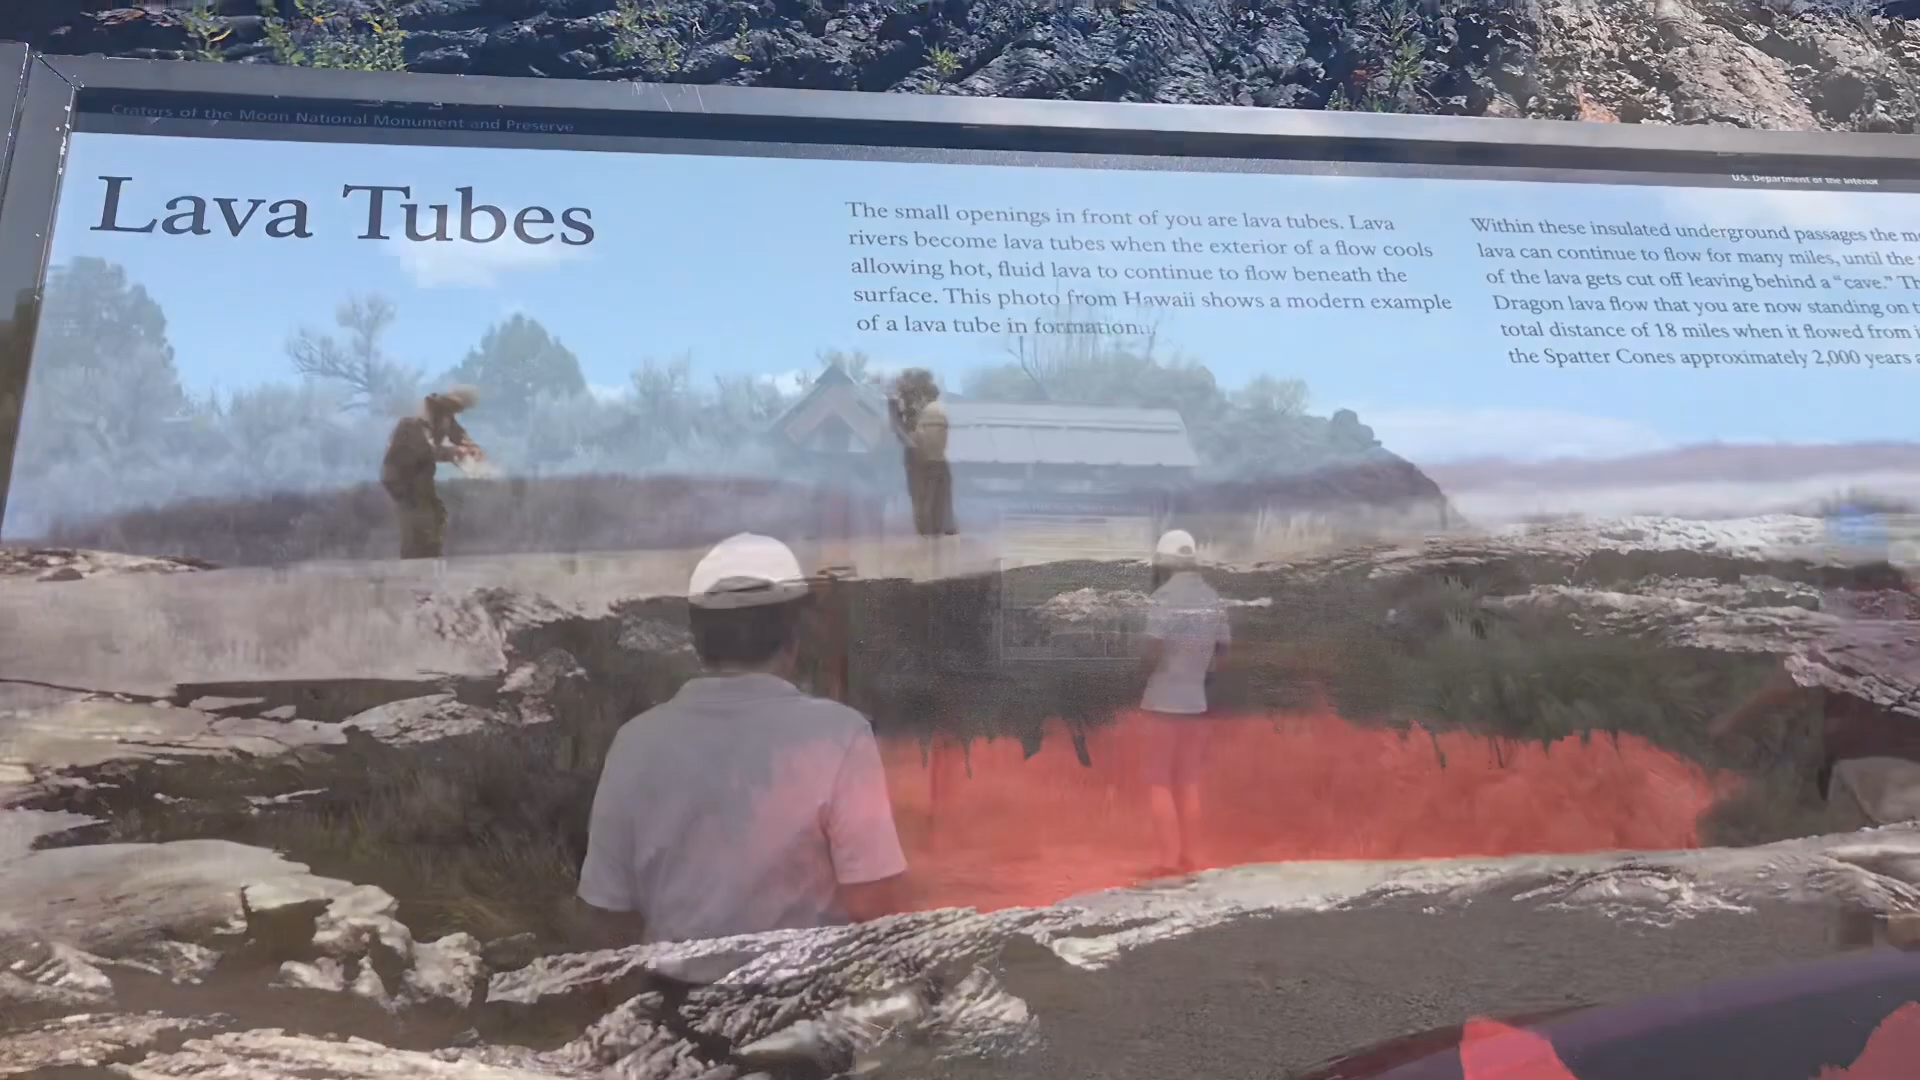 Craters of the Moon National Monument and Preserve
U.S. Department of the Interior
Lava Tubes
The small openings in front of you are lava tubes. Lava
rivers become lava tubes when the exterior of a flow cools
allowing hot, fluid lava to continue to flow beneath the
surface. This photo from Hawaii shows a modern example
of a lava tube in formation...
Within these insulated underground passages the
lava can continue to flow for many miles, until the
of the lava gets cut off leaving behind a “cave.”
Dragon lava flow that you are now standing on
total distance of 18 miles when it flowed from
the Spatter Cones approximately 2,000 years